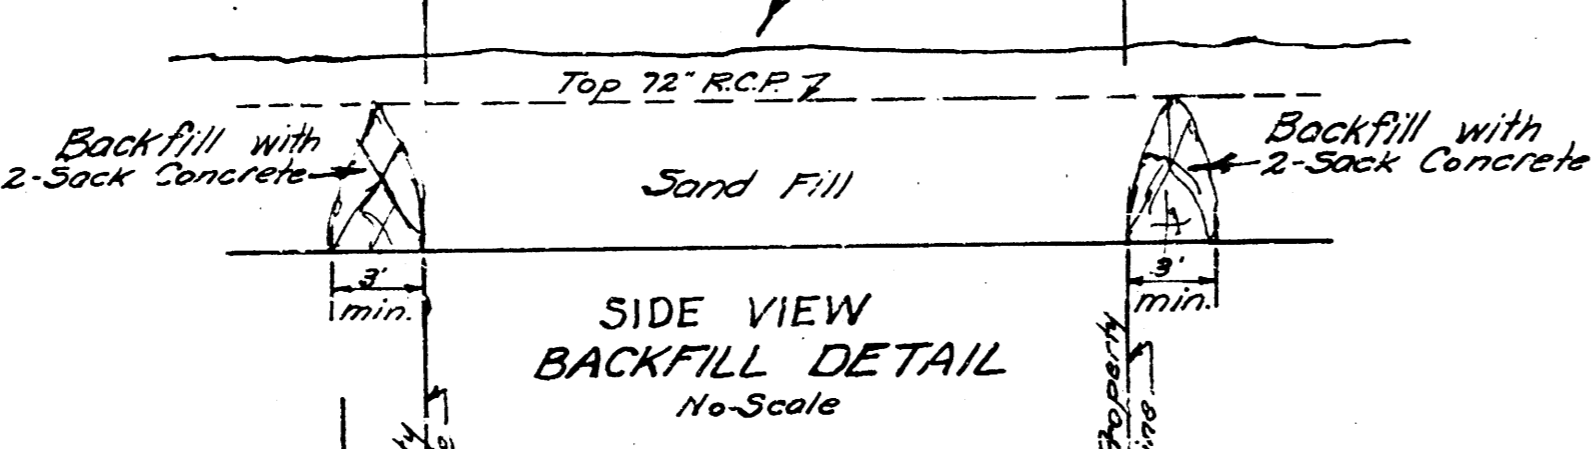 Top 72" R.C.P.
Backfill with
2-Sack Concrete
Sand Fill
Backfill with
2-Sack Concrete
3'
min.
3'
min.
SIDE VIEW
BACKFILL DETAIL
No-Scale
Property